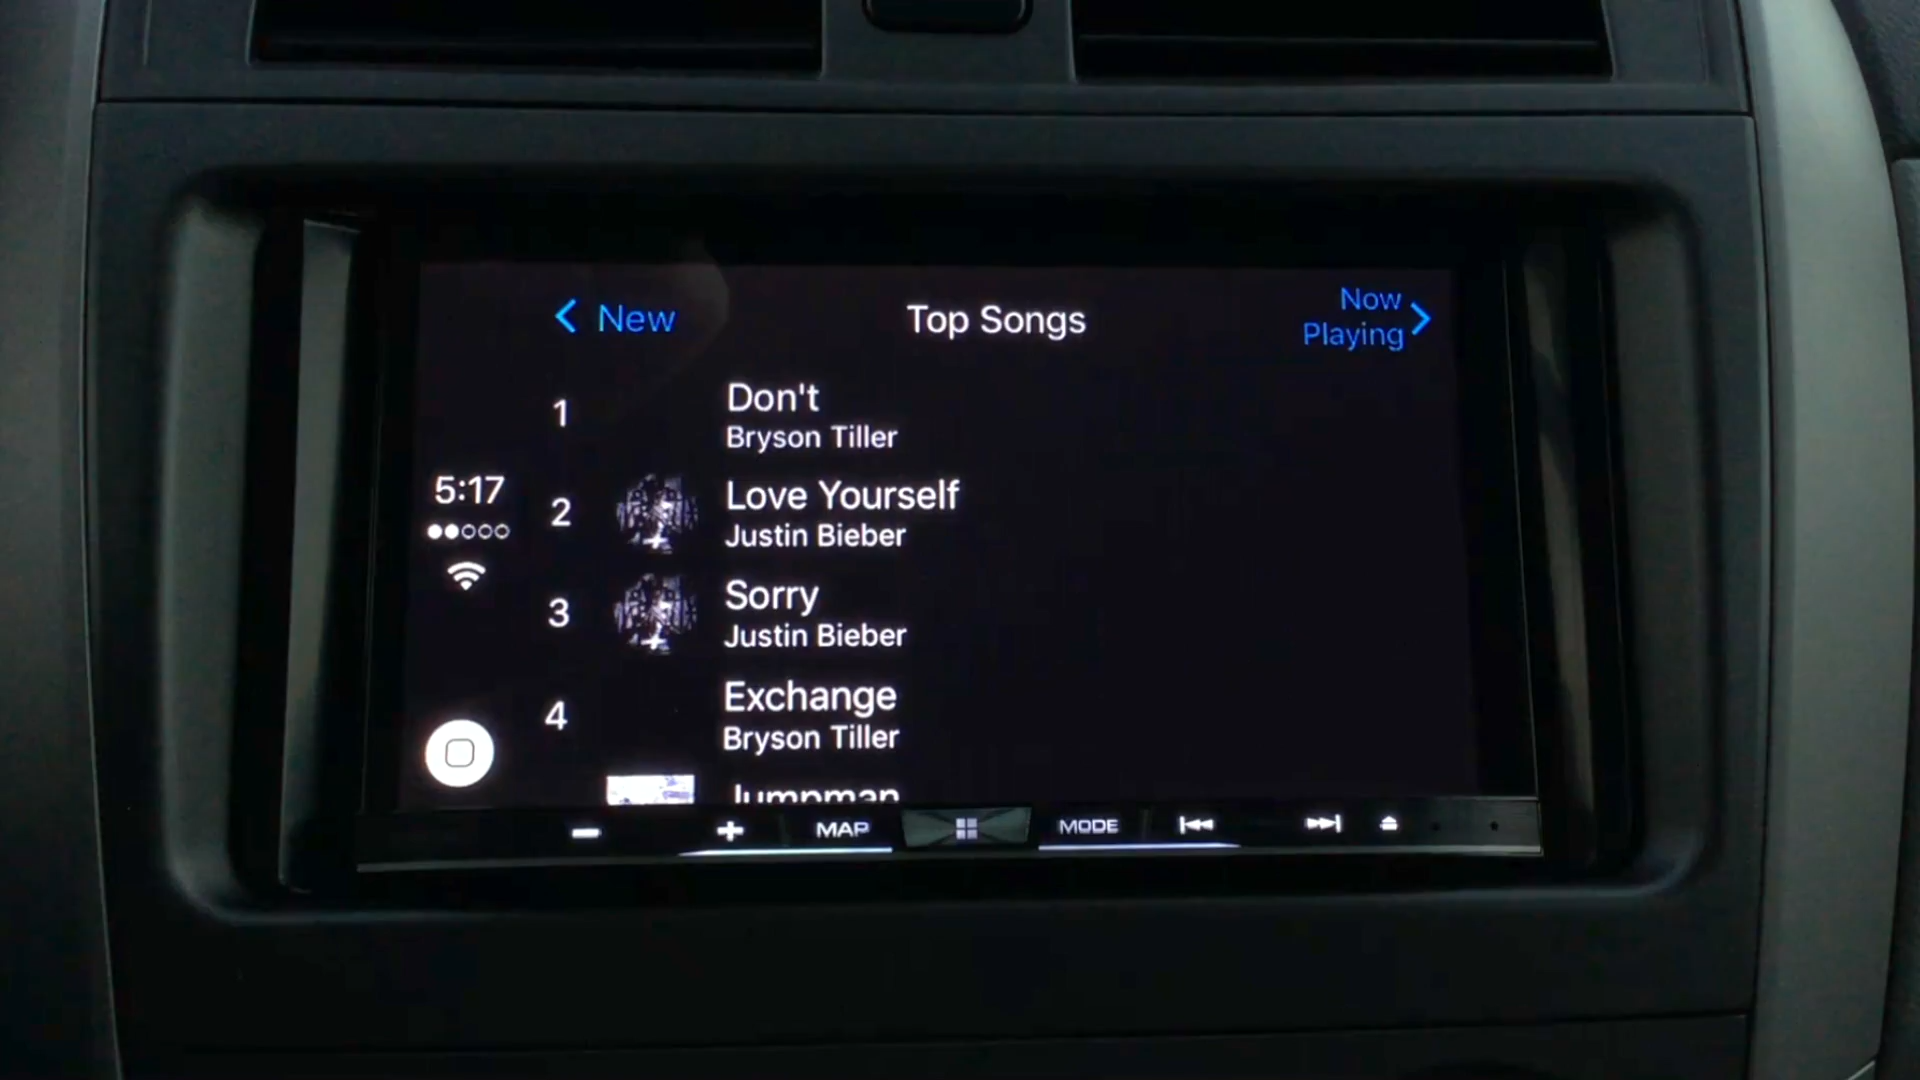 New
Top Songs
Now
Playing
1
Don't
Bryson Tiller
5:17
2
Love Yourself
Justin Bieber
3
Sorry
Justin Bieber
4
Exchange
Bryson Tiller
Jumpman
MAP
MODE